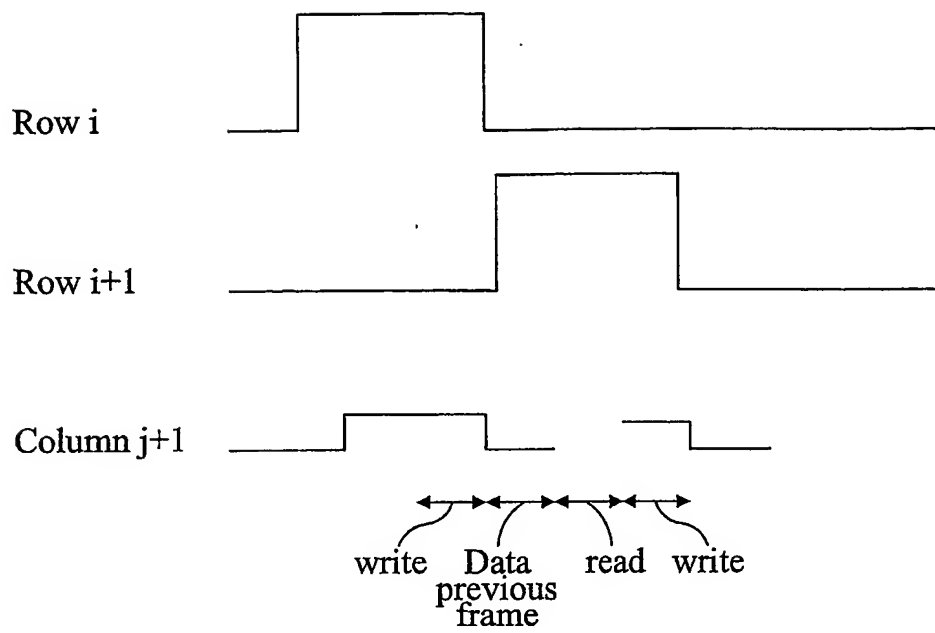 Row i
Row i+1
Column j+1
write
Data
previous
frame
read
write